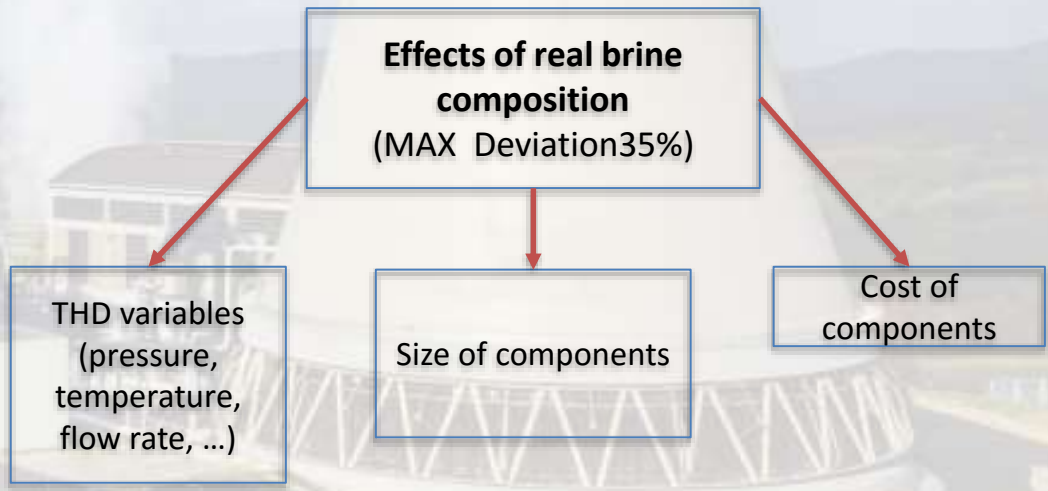 Effects of real brine
composition
(MAX Deviation35%)
THD variables
(pressure,
temperature,
flow rate, ...)
Size of components
Cost of
components